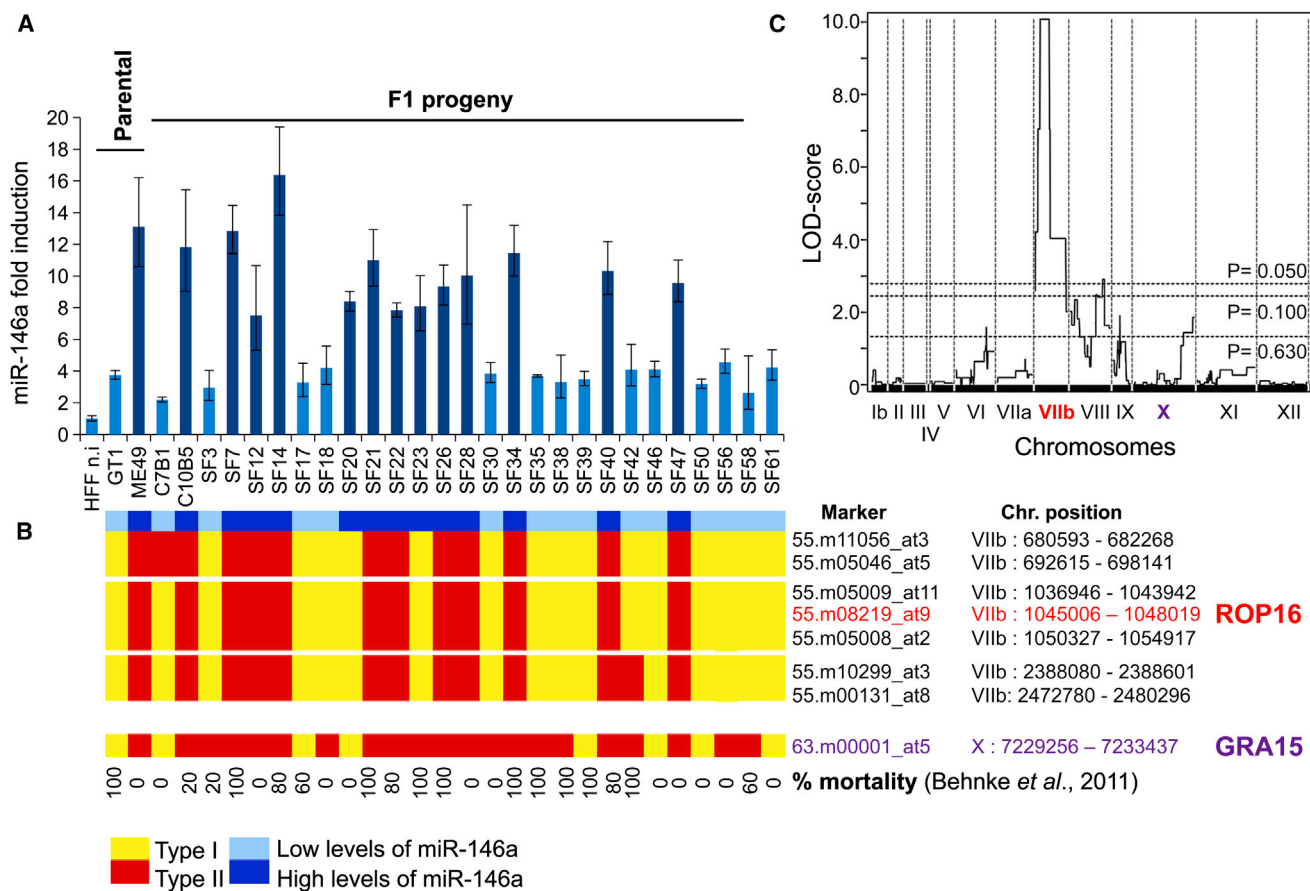 A
Parental
F1 progeny
miR-146a fold induction
20
18
16
14
12
10
8
6
4
2
0
HFF n.i
GT1
ME49
C7B1
C10B5
SF3
SF7
SF12
SF14
SF17
SF18
SF20
SF21
SF22
SF23
SF26
SF28
SF30
SF34
SF35
SF38
SF39
SF40
SF42
SF46
SF47
SF50
SF56
SF58
SF61
C
LOD-score
10.0
8.0
6.0
4.0
2.0
0
P= 0.050
P= 0.100
P= 0.630
Ib II III IV V VI VIIa VIIb VIII IX X XI XII
Chromosomes
B
Marker Chr. position
55.m11056_at3 VIIb : 680593 - 682268
55.m05046_at5 VIIb : 692615 - 698141
55.m05009_at11 VIIb : 1036946 - 1043942
55.m08219_at9 VIIb : 1045006 – 1048019 ROP16
55.m05008_at2 VIIb : 1050327 - 1054917
55.m10299_at3 VIIb : 2388080 - 2388601
55.m00131_at8 VIIb: 2472780 - 2480296
63.m00001_at5 X : 7229256 – 7233437 GRA15
100 0 0 20 20 100 0 80 60 0 60 100 80 100 100 0 0 100 100 100 100 80 100 0 0 0 0 60 0
% mortality (Behnke et al., 2011)
Type I
Type II
Low levels of miR-146a
High levels of miR-146a